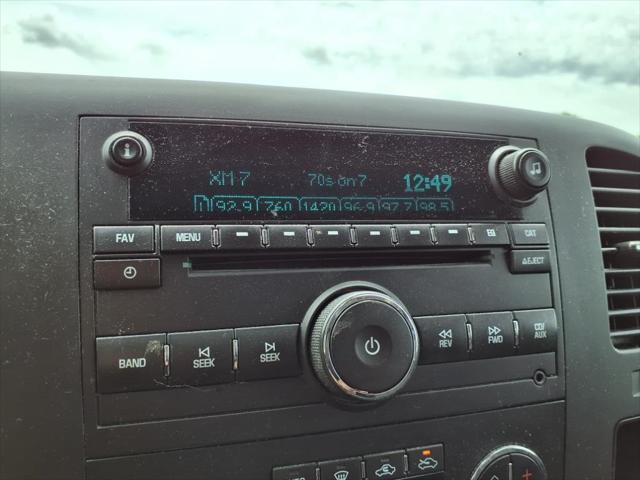 XM 7 70s on 7 12:49
1 92.9 760 1420 96.9 97.7 98.5
FAV MENU CAT
EJECT
BAND SEEK SEEK REV FWD CD/AUX